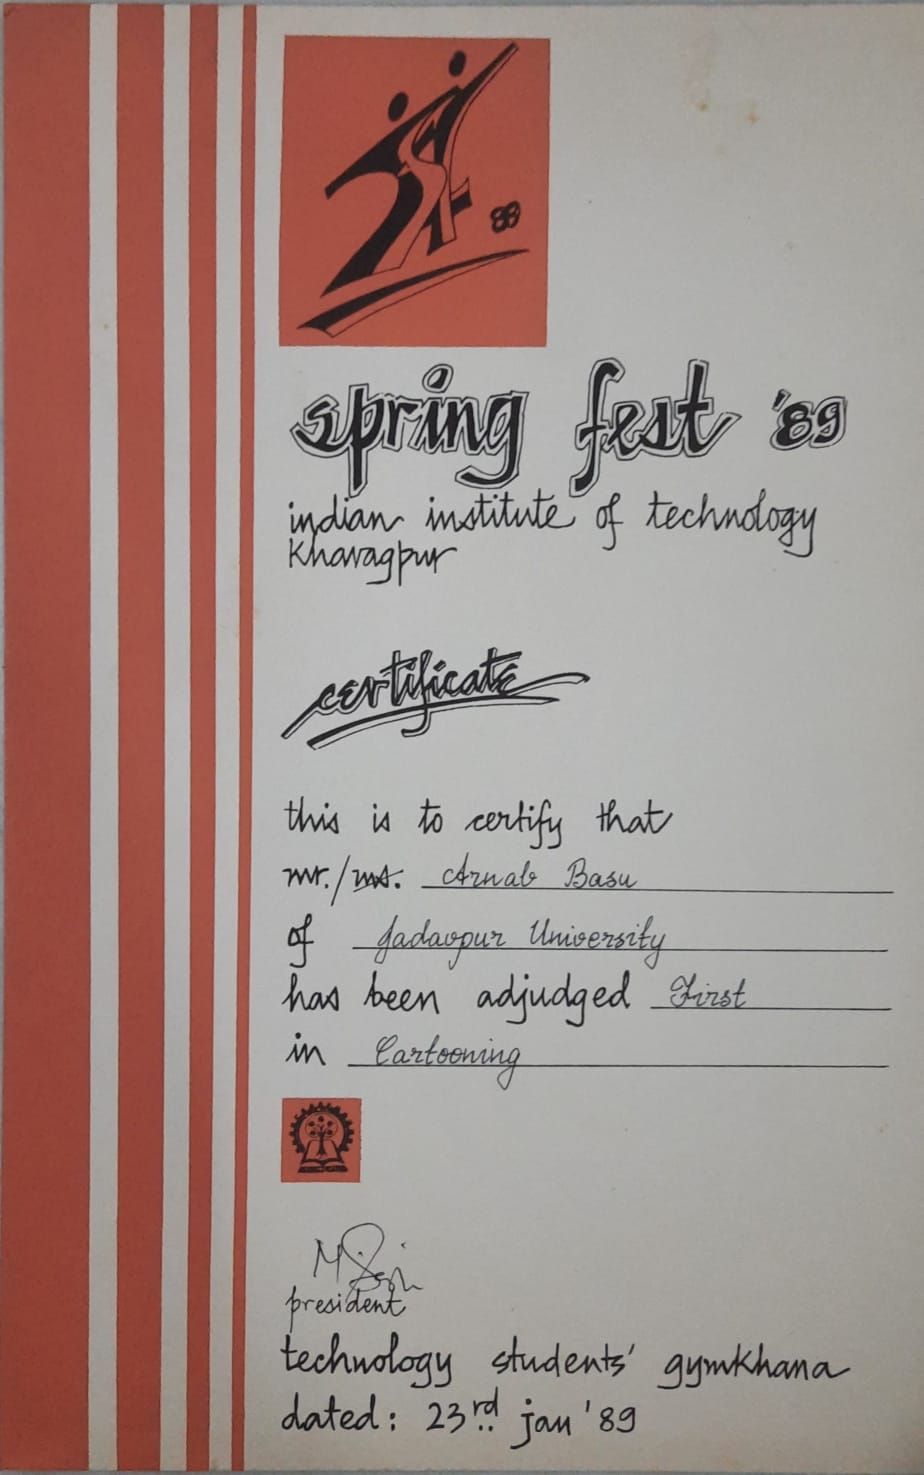 89
spring fest '89
indian institute of technology
Kharagpur
certificate
this is to certify that
mr./ms. Arnab Basu
of Jadavpur University
has been adjudged First
in Cartooning
president
technology students' gymkhana
dated: 23rd jan '89